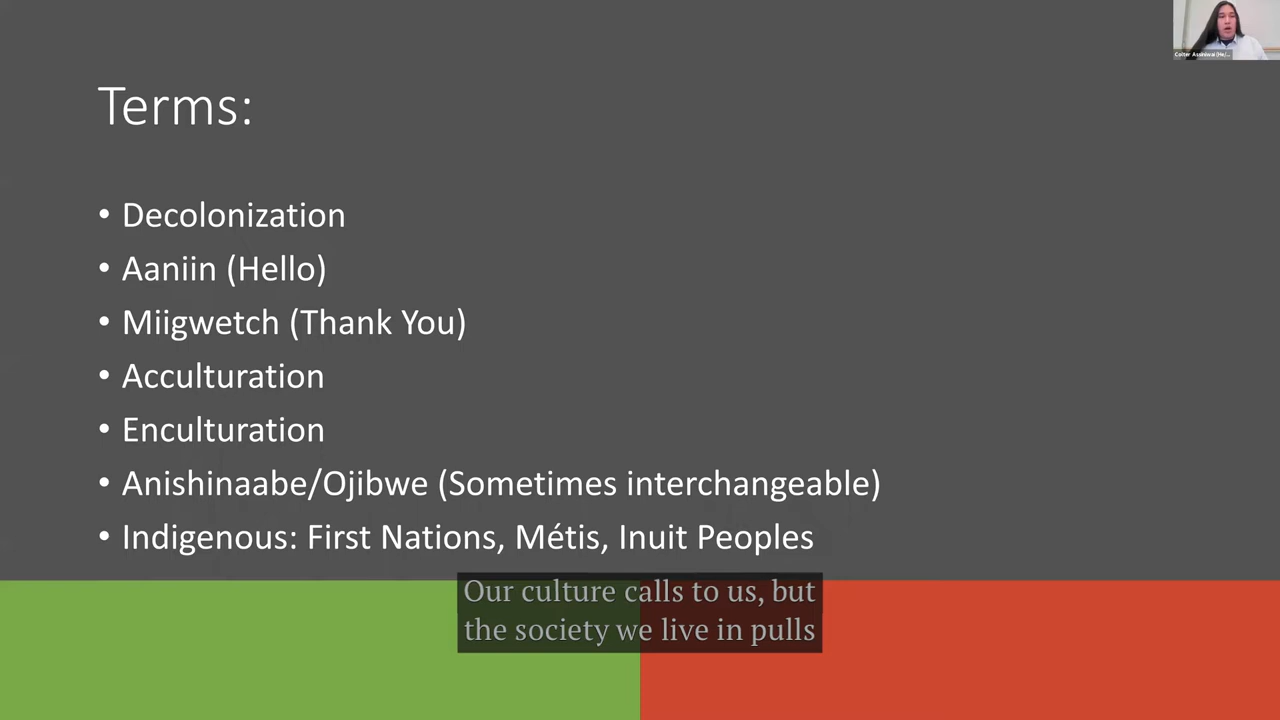 Terms:
• Decolonization
• Aaniin (Hello)
• Miigwetch (Thank You)
• Acculturation
• Enculturation
• Anishinaabe/Ojibwe (Sometimes interchangeable)
• Indigenous: First Nations, Métis, Inuit Peoples
Our culture calls to us, but
the society we live in pulls